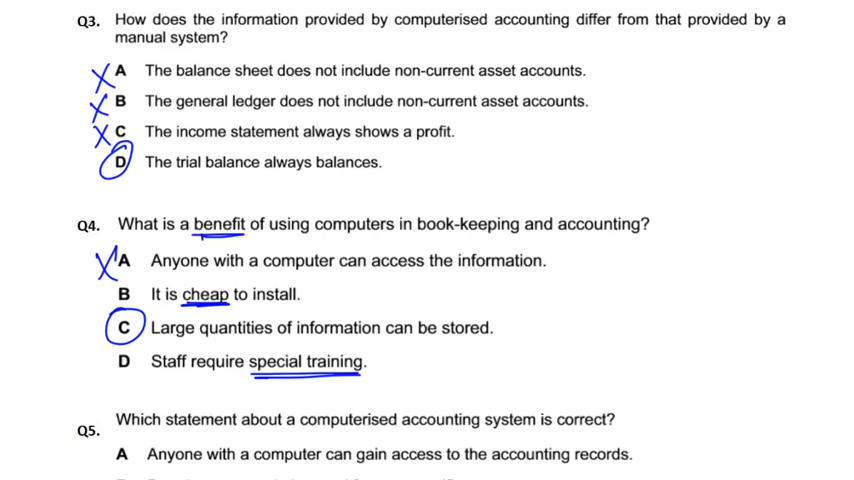 Q3. How does the information provided by computerised accounting differ from that provided by a
manual system?
X A The balance sheet does not include non-current asset accounts.
X B The general ledger does not include non-current asset accounts.
X C The income statement always shows a profit.
D The trial balance always balances.
Q4. What is a benefit of using computers in book-keeping and accounting?
X A Anyone with a computer can access the information.
B It is cheap to install.
C Large quantities of information can be stored.
D Staff require special training.
Q5. Which statement about a computerised accounting system is correct?
A Anyone with a computer can gain access to the accounting records.